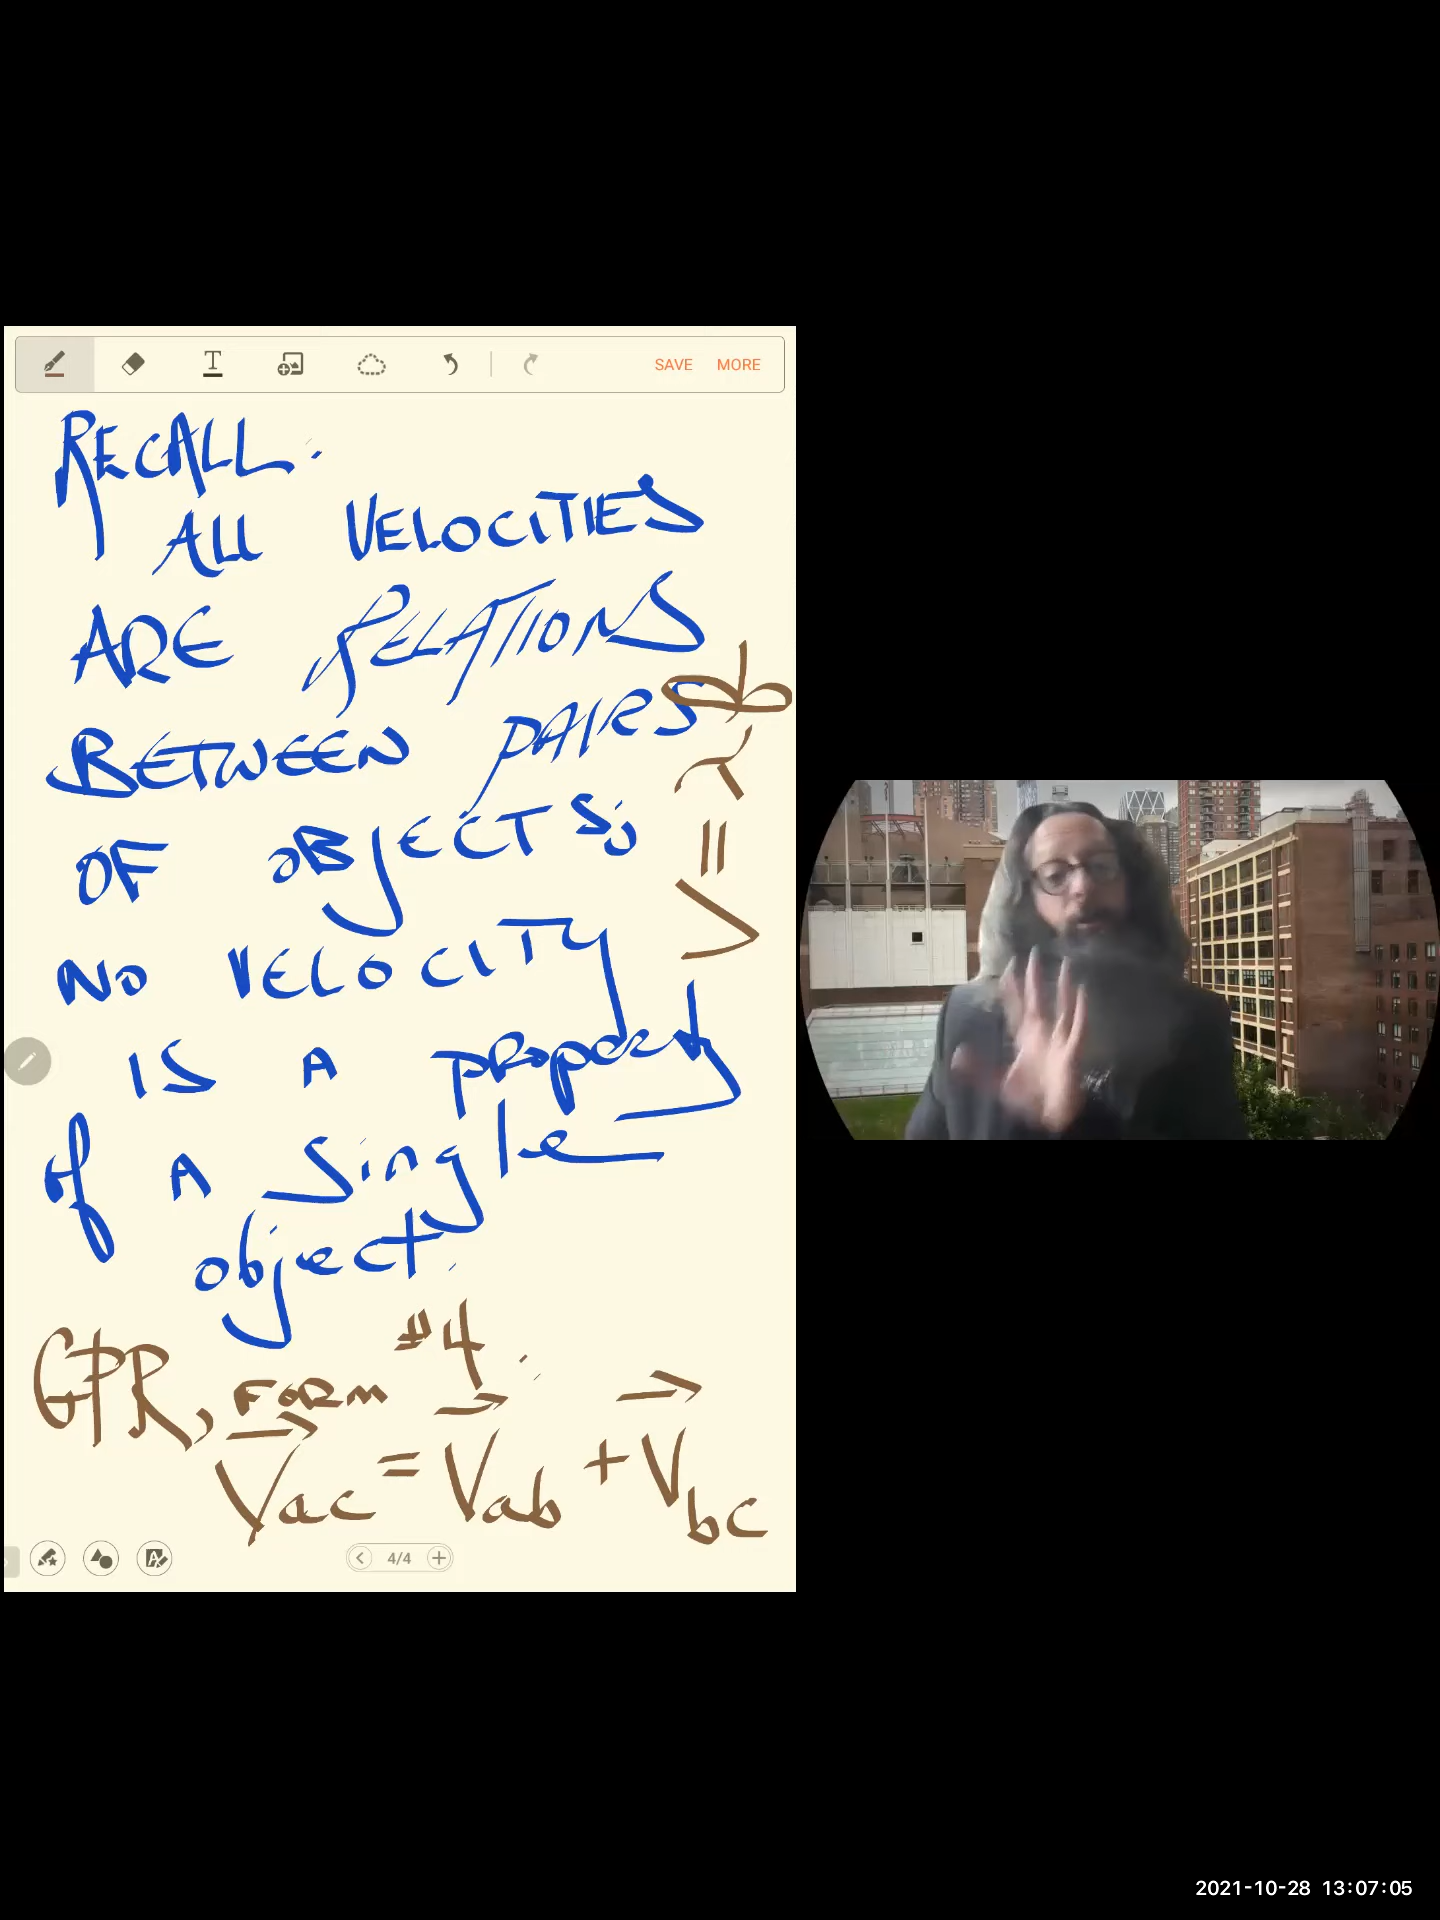 SAVE MORE
RECALL:
ALL VELOCITIES
ARE RELATIONS
BETWEEN PAIRS
OF OBJECTS;
NO VELOCITY
IS A property
of A single
object.
GPR, FORM #4:
Vac = Vab + Vbc
4/4
2021-10-28 13:07:05